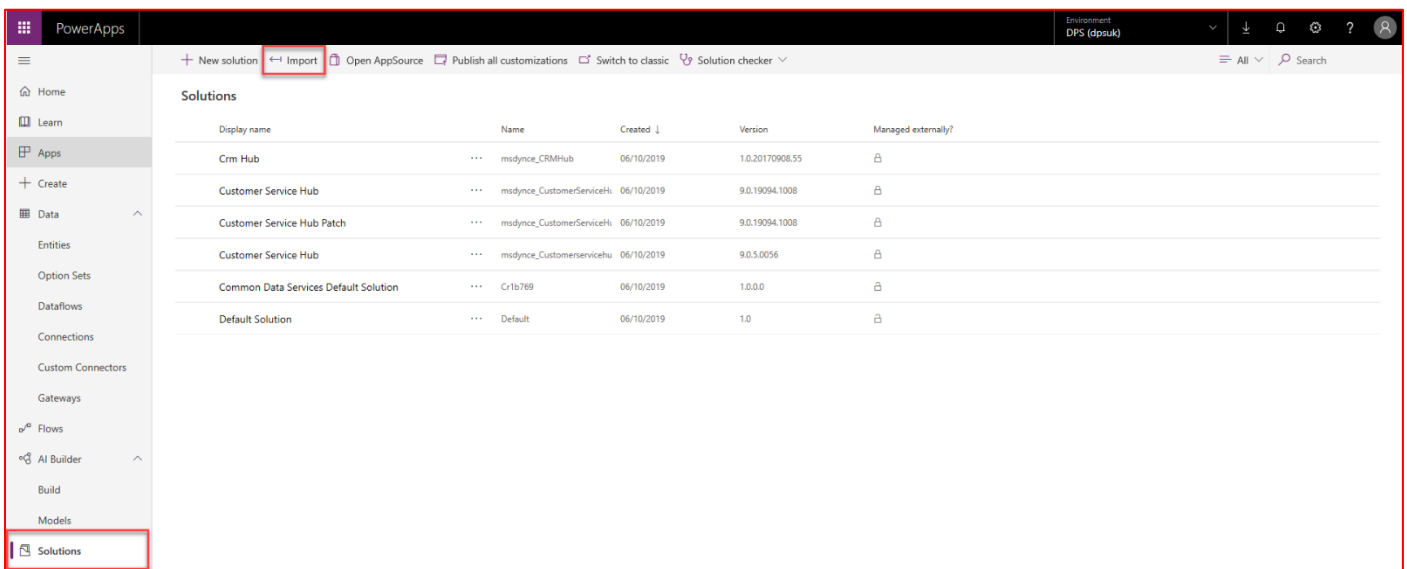 PowerApps
Environment
DPS (dpsuk)
?
New solution Import Open AppSource Publish all customizations Switch to classic Solution checker All Search
Home
Learn
Apps
Create
Data
Entities
Option Sets
Dataflows
Connections
Custom Connectors
Gateways
Flows
AI Builder
Build
Models
Solutions
Solutions
Display name Name Created ↓ Version Managed externally?
Crm Hub ... msdynce_CRMHub 06/10/2019 1.0.20170908.55
Customer Service Hub ... msdynce_CustomerServiceHu 06/10/2019 9.0.19094.1008
Customer Service Hub Patch ... msdynce_CustomerServiceHu 06/10/2019 9.0.19094.1008
Customer Service Hub ... msdynce_Customerservicehu 06/10/2019 9.0.5.0056
Common Data Services Default Solution ... Cr1b769 06/10/2019 1.0.0.0
Default Solution ... Default 06/10/2019 1.0